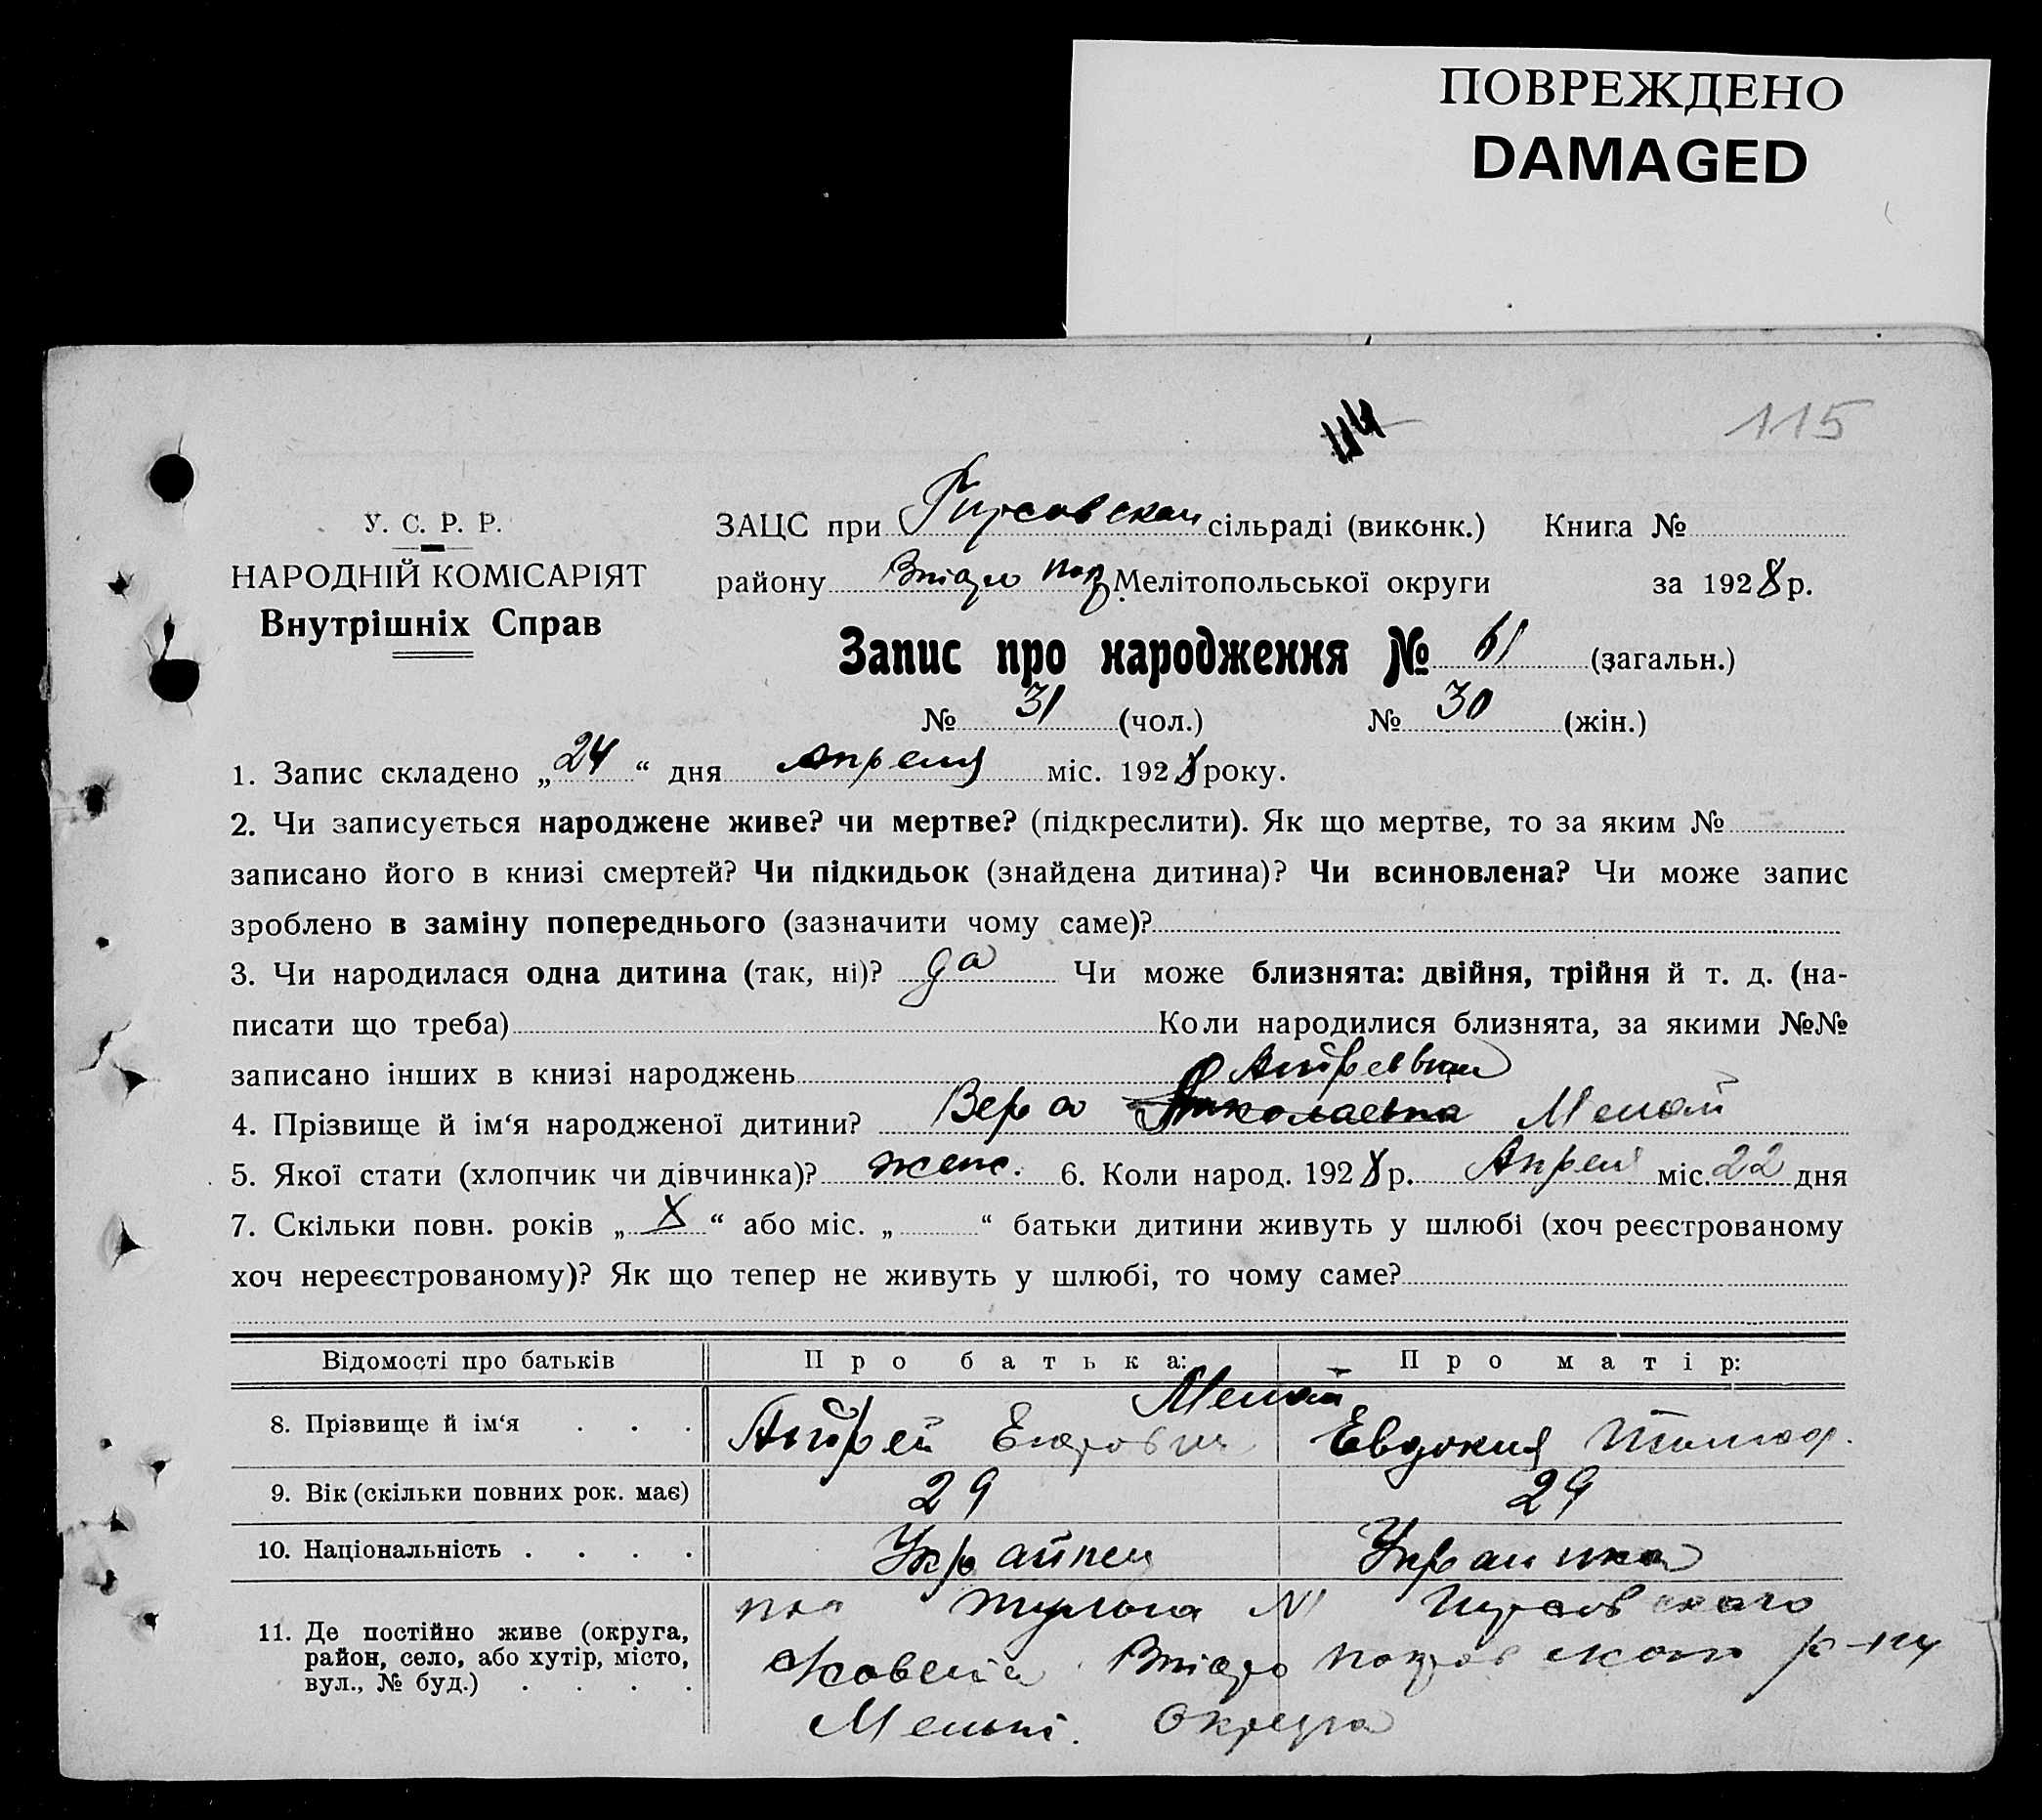 ПОВРЕЖДЕНО
DAMAGED
114
115
У. С. Р. Р.
НАРОДНІЙ КОМІСАРІЯТ
Внутрішніх Справ
ЗАЦС при Гирсовской сільраді (виконк.) Книга №
району Мелітопольської округи за 1928 р.
Запис про народження № 61 (загальн.)
№ 31 (чол.) № 30 (жін.)
1. Запис складено „24“ дня апреля міс. 1928 року.
2. Чи записується народжене живе? чи мертве? (підкреслити). Як що мертве, то за яким №
записано його в книзі смертей? Чи підкидьок (знайдена дитина)? Чи всиновлена? Чи може запис
зроблено в заміну попереднього (зазначити чому саме)?
3. Чи народилася одна дитина (так, ні)? да Чи може близнята: двійня, трійня й т. д. (на-
писати що треба) Коли народилися близнята, за якими №№
записано інших в книзі народжень
Андреевна
4. Прізвище й ім‘я народженої дитини? Вера Николаевна
5. Якої стати (хлопчик чи дівчинка)? женс. 6. Коли народ. 1928 р. Апрель міс. 22 дня
7. Скільки повн. років „X“ або міс. „ “ батьки дитини живуть у шлюбі (хоч реєстрованому
хоч нереєстрованому)? Як що тепер не живуть у шлюбі, то чому саме?
Відомості про батьків Про батька: Про матір:
8. Прізвище й ім‘я . . . Андрей Евдокия
9. Вік (скільки повних рок. має) 29 29
10. Національність . . . . Украинец Украинка
11. Де постійно живе (округа,
район, село, або хутір, місто,
вул., № буд.) . . . .
Округа